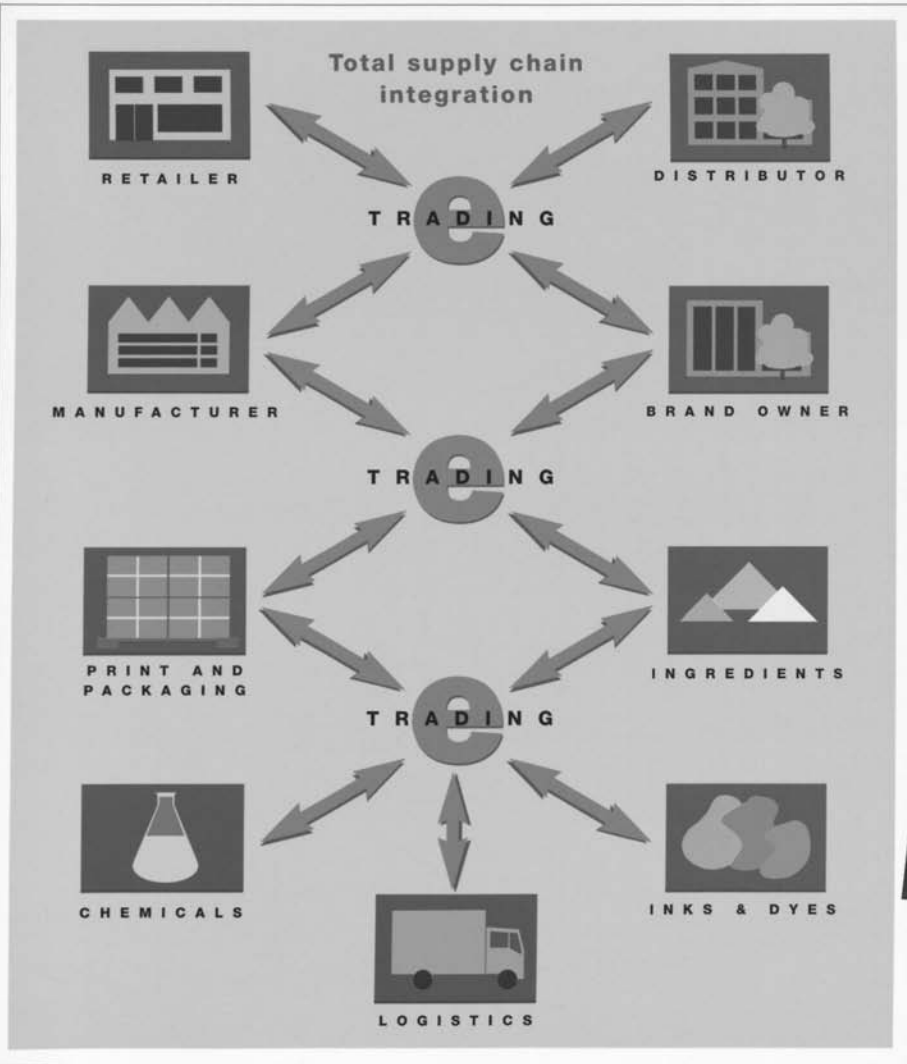 Total supply chain
integration
RETAILER
DISTRIBUTOR
e
TRADING
MANUFACTURER
BRAND OWNER
e
TRADING
PRINT AND
PACKAGING
INGREDIENTS
e
TRADING
CHEMICALS
INKS & DYES
LOGISTICS